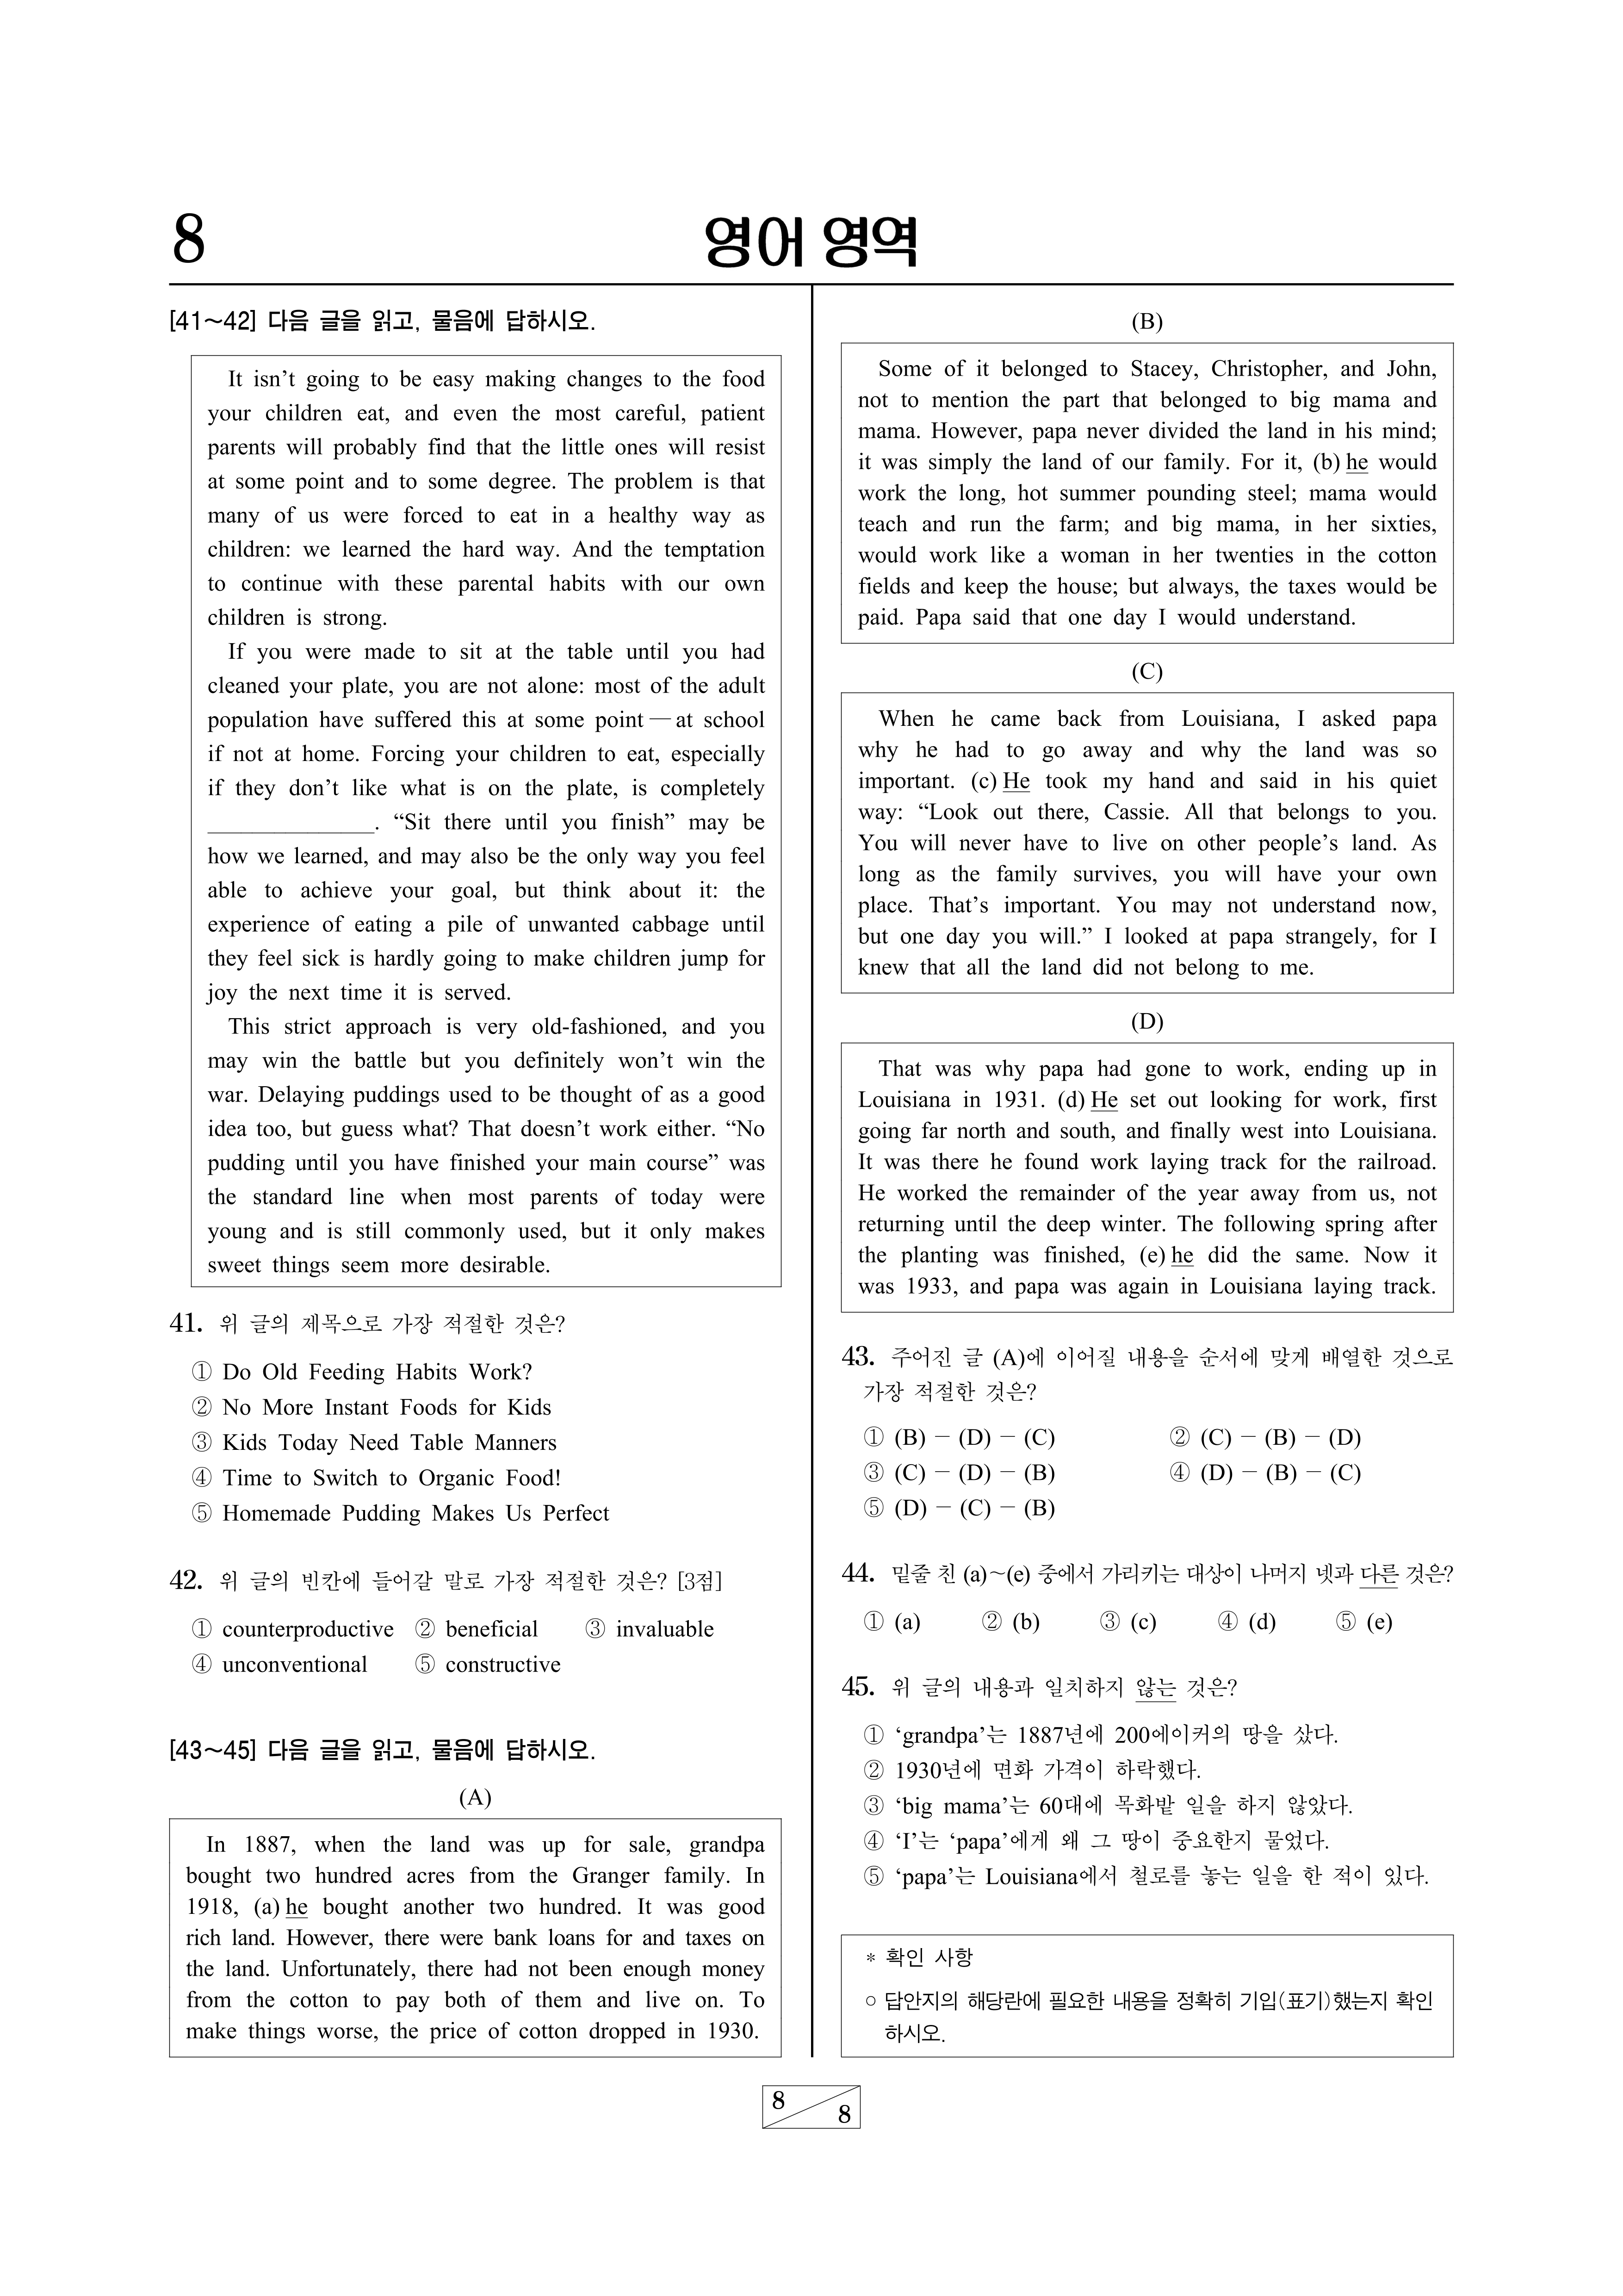 8
영어 영역
[41~42] 다음 글을 읽고, 물음에 답하시오.
It isn’t going to be easy making changes to the food
your children eat, and even the most careful, patient
parents will probably find that the little ones will resist
at some point and to some degree. The problem is that
many of us were forced to eat in a healthy way as
children: we learned the hard way. And the temptation
to continue with these parental habits with our own
children is strong.
If you were made to sit at the table until you had
cleaned your plate, you are not alone: most of the adult
population have suffered this at some point — at school
if not at home. Forcing your children to eat, especially
if they don’t like what is on the plate, is completely
______________. “Sit there until you finish” may be
how we learned, and may also be the only way you feel
able to achieve your goal, but think about it: the
experience of eating a pile of unwanted cabbage until
they feel sick is hardly going to make children jump for
joy the next time it is served.
This strict approach is very old-fashioned, and you
may win the battle but you definitely won’t win the
war. Delaying puddings used to be thought of as a good
idea too, but guess what? That doesn’t work either. “No
pudding until you have finished your main course” was
the standard line when most parents of today were
young and is still commonly used, but it only makes
sweet things seem more desirable.
41. 위 글의 제목으로 가장 적절한 것은?
① Do Old Feeding Habits Work?
② No More Instant Foods for Kids
③ Kids Today Need Table Manners
④ Time to Switch to Organic Food!
⑤ Homemade Pudding Makes Us Perfect
42. 위 글의 빈칸에 들어갈 말로 가장 적절한 것은? [3점]
① counterproductive ② beneficial ③ invaluable
④ unconventional ⑤ constructive
[43~45] 다음 글을 읽고, 물음에 답하시오.
(A)
In 1887, when the land was up for sale, grandpa
bought two hundred acres from the Granger family. In
1918, (a) he bought another two hundred. It was good
rich land. However, there were bank loans for and taxes on
the land. Unfortunately, there had not been enough money
from the cotton to pay both of them and live on. To
make things worse, the price of cotton dropped in 1930.
(B)
Some of it belonged to Stacey, Christopher, and John,
not to mention the part that belonged to big mama and
mama. However, papa never divided the land in his mind;
it was simply the land of our family. For it, (b) he would
work the long, hot summer pounding steel; mama would
teach and run the farm; and big mama, in her sixties,
would work like a woman in her twenties in the cotton
fields and keep the house; but always, the taxes would be
paid. Papa said that one day I would understand.
(C)
When he came back from Louisiana, I asked papa
why he had to go away and why the land was so
important. (c) He took my hand and said in his quiet
way: “Look out there, Cassie. All that belongs to you.
You will never have to live on other people’s land. As
long as the family survives, you will have your own
place. That’s important. You may not understand now,
but one day you will.” I looked at papa strangely, for I
knew that all the land did not belong to me.
(D)
That was why papa had gone to work, ending up in
Louisiana in 1931. (d) He set out looking for work, first
going far north and south, and finally west into Louisiana.
It was there he found work laying track for the railroad.
He worked the remainder of the year away from us, not
returning until the deep winter. The following spring after
the planting was finished, (e) he did the same. Now it
was 1933, and papa was again in Louisiana laying track.
43. 주어진 글 (A)에 이어질 내용을 순서에 맞게 배열한 것으로
가장 적절한 것은?
① (B) － (D) － (C) ② (C) － (B) － (D)
③ (C) － (D) － (B) ④ (D) － (B) － (C)
⑤ (D) － (C) － (B)
44. 밑줄 친 (a)~(e) 중에서 가리키는 대상이 나머지 넷과 다른 것은?
① (a) ② (b) ③ (c) ④ (d) ⑤ (e)
45. 위 글의 내용과 일치하지 않는 것은?
① ‘grandpa’는 1887년에 200에이커의 땅을 샀다.
② 1930년에 면화 가격이 하락했다.
③ ‘big mama’는 60대에 목화밭 일을 하지 않았다.
④ ‘I’는 ‘papa’에게 왜 그 땅이 중요한지 물었다.
⑤ ‘papa’는 Louisiana에서 철로를 놓는 일을 한 적이 있다.
* 확인 사항
○ 답안지의 해당란에 필요한 내용을 정확히 기입(표기)했는지 확인
하시오.
8
8